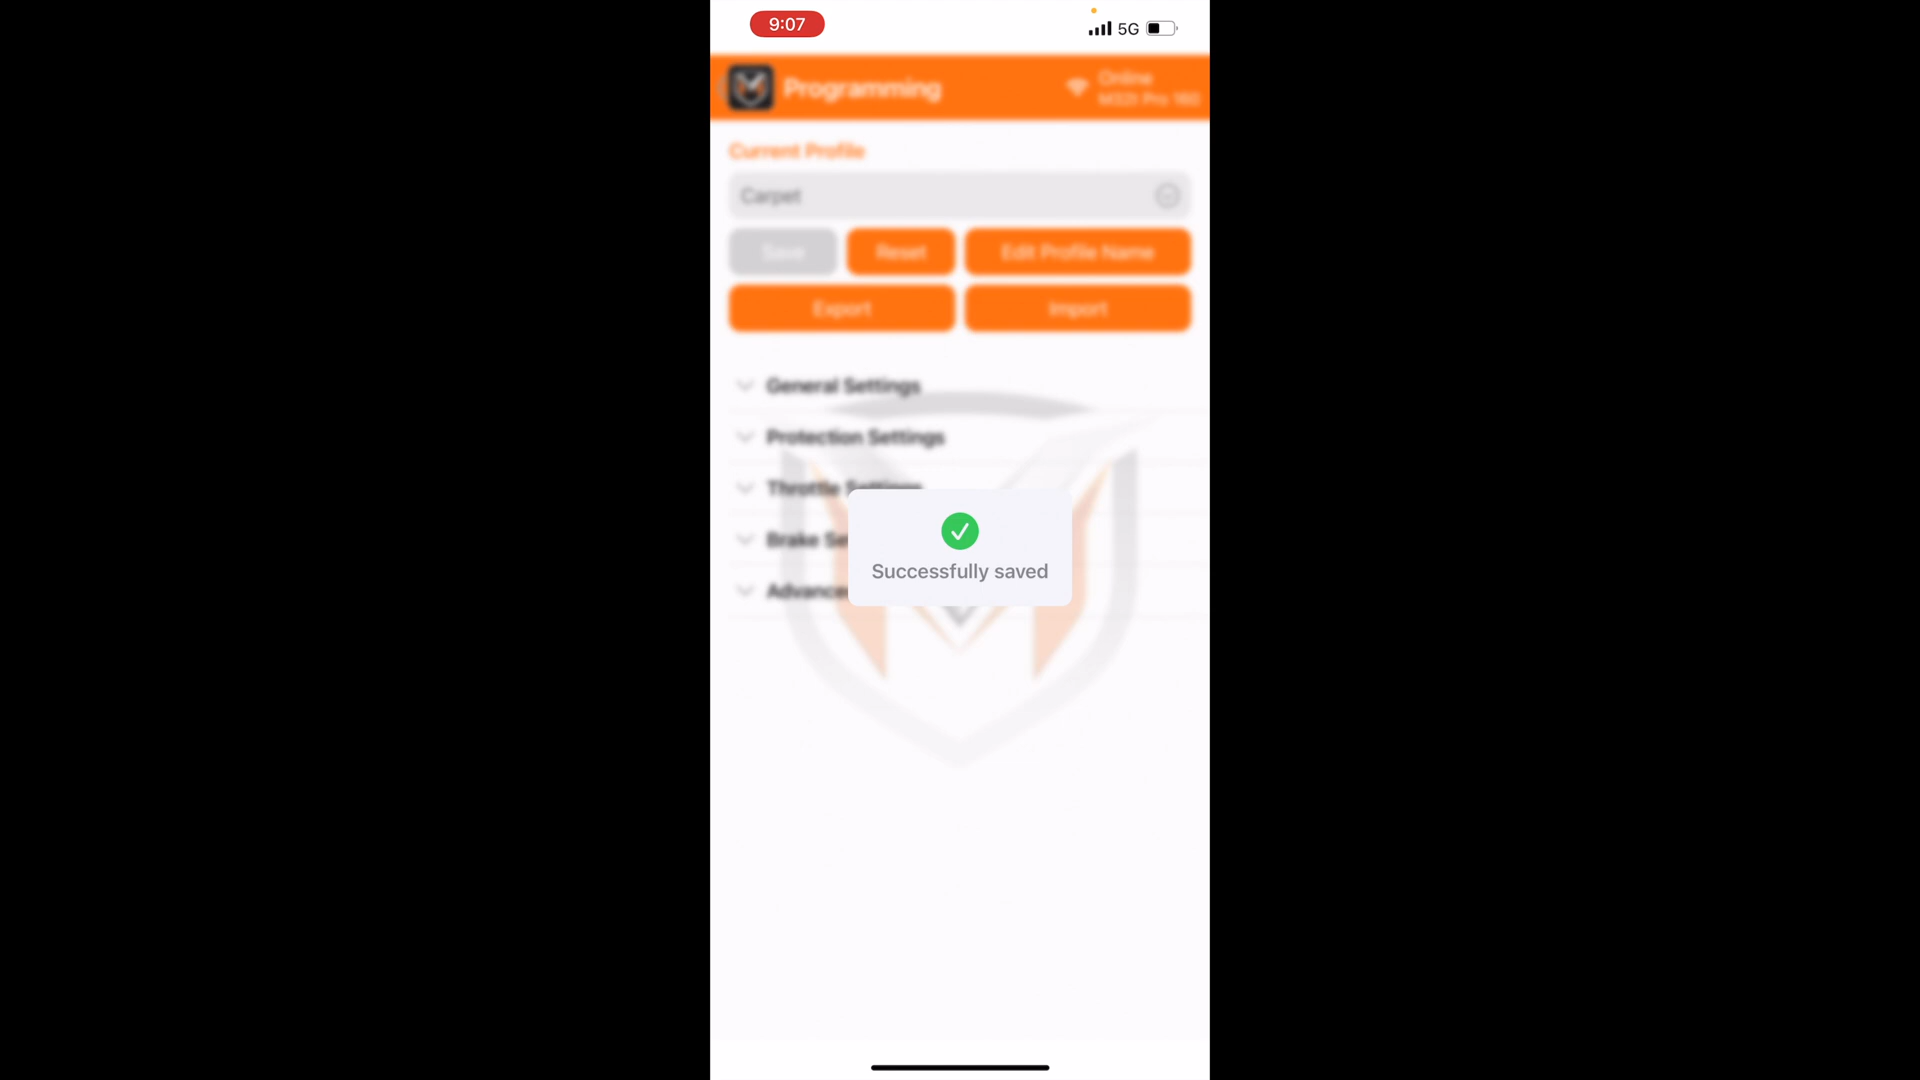 9:07
5G
Programming
Online
Current Profile
Carpet
Save
Reset
Edit Profile Name
Export
Import
General Settings
Protection Settings
Throttle Settings
Brake Se
Successfully saved
Advance